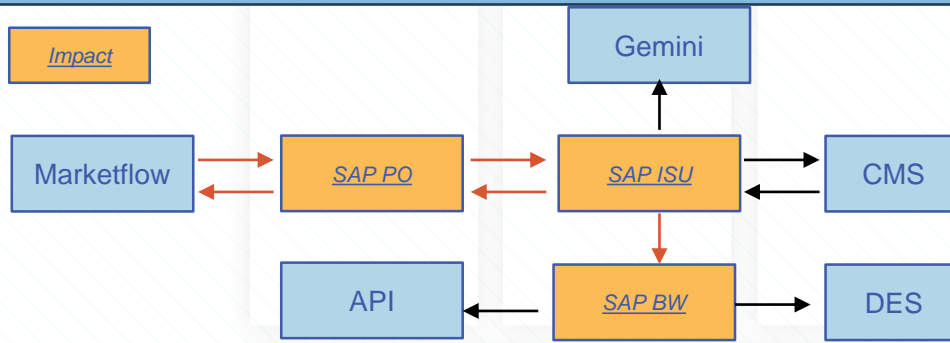 Gemini
Impact
Marketflow
SAP PO
SAP ISU
CMS
API
SAP BW
DES